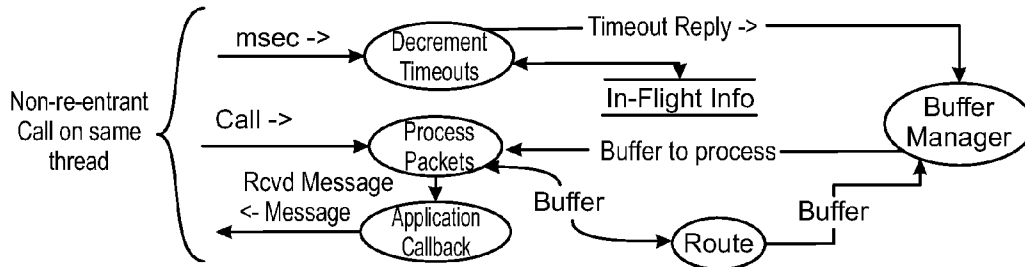 msec ->
Decrement
Timeouts
Timeout Reply ->
In-Flight Info
Buffer
Manager
Non-re-entrant
Call on same
thread
Call ->
Process
Packets
Buffer to process
Rcvd Message
<- Message
Application
Callback
Buffer
Route
Buffer